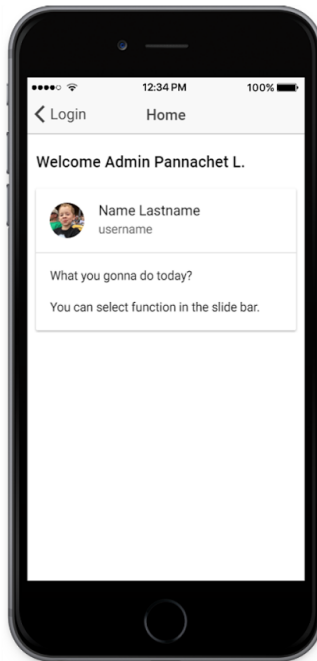 12:34 PM
100%
Login
Home
Welcome Admin Pannachet L.
Name Lastname
username
What you gonna do today?
You can select function in the slide bar.